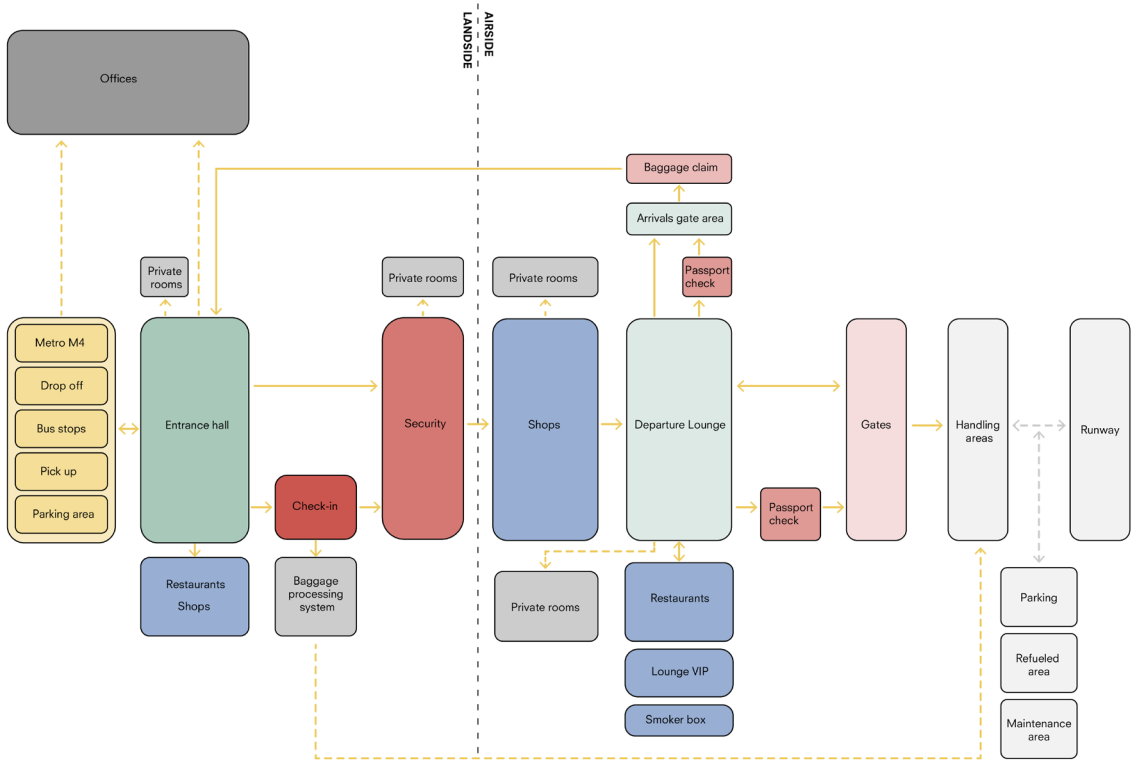 LANDSIDE
AIRSIDE
Offices
Baggage claim
Arrivals gate area
Private
rooms
Private rooms
Private rooms
Passport
check
Metro M4
Drop off
Bus stops
Pick up
Parking area
Entrance hall
Security
Shops
Departure Lounge
Gates
Handling
areas
Runway
Check-in
Passport
check
Restaurants
Shops
Baggage
processing
system
Private rooms
Restaurants
Lounge VIP
Smoker box
Parking
Refueled
area
Maintenance
area